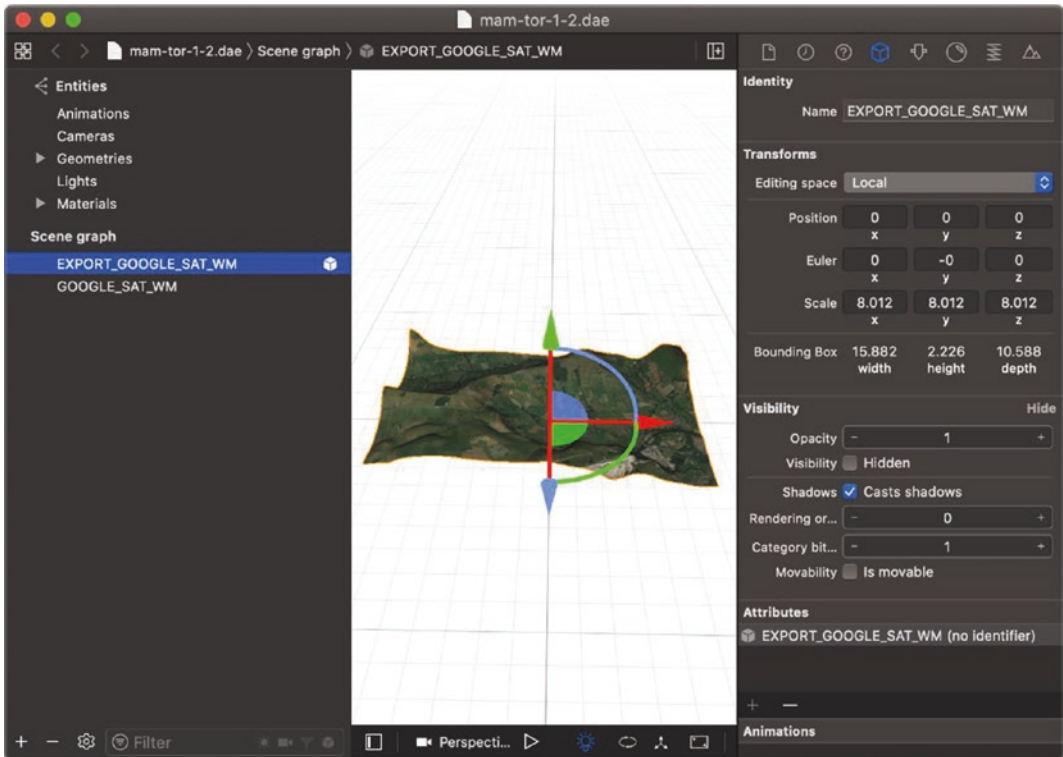 mam-tor-1-2.dae
mam-tor-1-2.dae 〉 Scene graph 〉 EXPORT_GOOGLE_SAT_WM
Entities
Animations
Cameras
Geometries
Lights
Materials
Scene graph
EXPORT_GOOGLE_SAT_WM
GOOGLE_SAT_WM
+ − Filter
Perspecti...
Identity
Name EXPORT_GOOGLE_SAT_WM
Transforms
Editing space Local
Position 0 0 0
x y z
Euler 0 -0 0
x y z
Scale 8.012 8.012 8.012
x y z
Bounding Box 15.882 2.226 10.588
width height depth
Visibility Hide
Opacity − 1 +
Visibility Hidden
Shadows Casts shadows
Rendering or... − 0 +
Category bit... − 1 +
Movability Is movable
Attributes
EXPORT_GOOGLE_SAT_WM (no identifier)
+ −
Animations